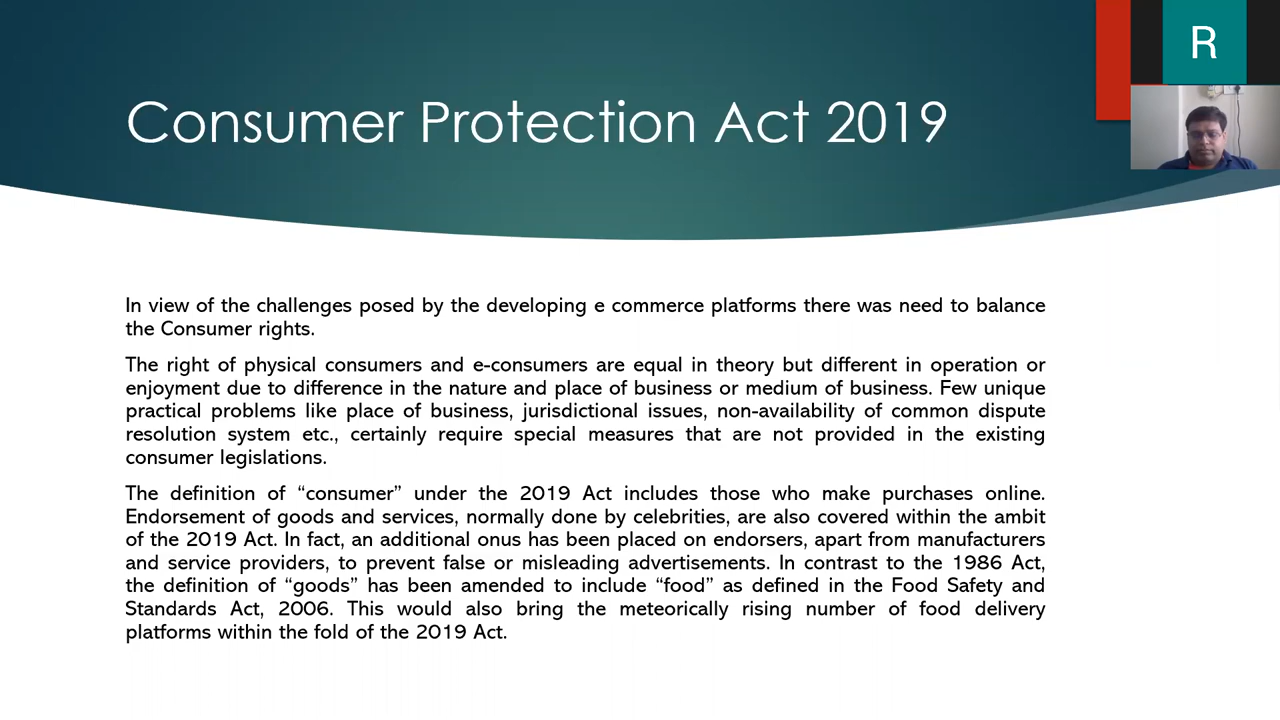 R
Consumer Protection Act 2019
In view of the challenges posed by the developing e commerce platforms there was need to balance
the Consumer rights.
The right of physical consumers and e-consumers are equal in theory but different in operation or
enjoyment due to difference in the nature and place of business or medium of business. Few unique
practical problems like place of business, jurisdictional issues, non-availability of common dispute
resolution system etc., certainly require special measures that are not provided in the existing
consumer legislations.
The definition of “consumer” under the 2019 Act includes those who make purchases online.
Endorsement of goods and services, normally done by celebrities, are also covered within the ambit
of the 2019 Act. In fact, an additional onus has been placed on endorsers, apart from manufacturers
and service providers, to prevent false or misleading advertisements. In contrast to the 1986 Act,
the definition of “goods” has been amended to include “food” as defined in the Food Safety and
Standards Act, 2006. This would also bring the meteorically rising number of food delivery
platforms within the fold of the 2019 Act.